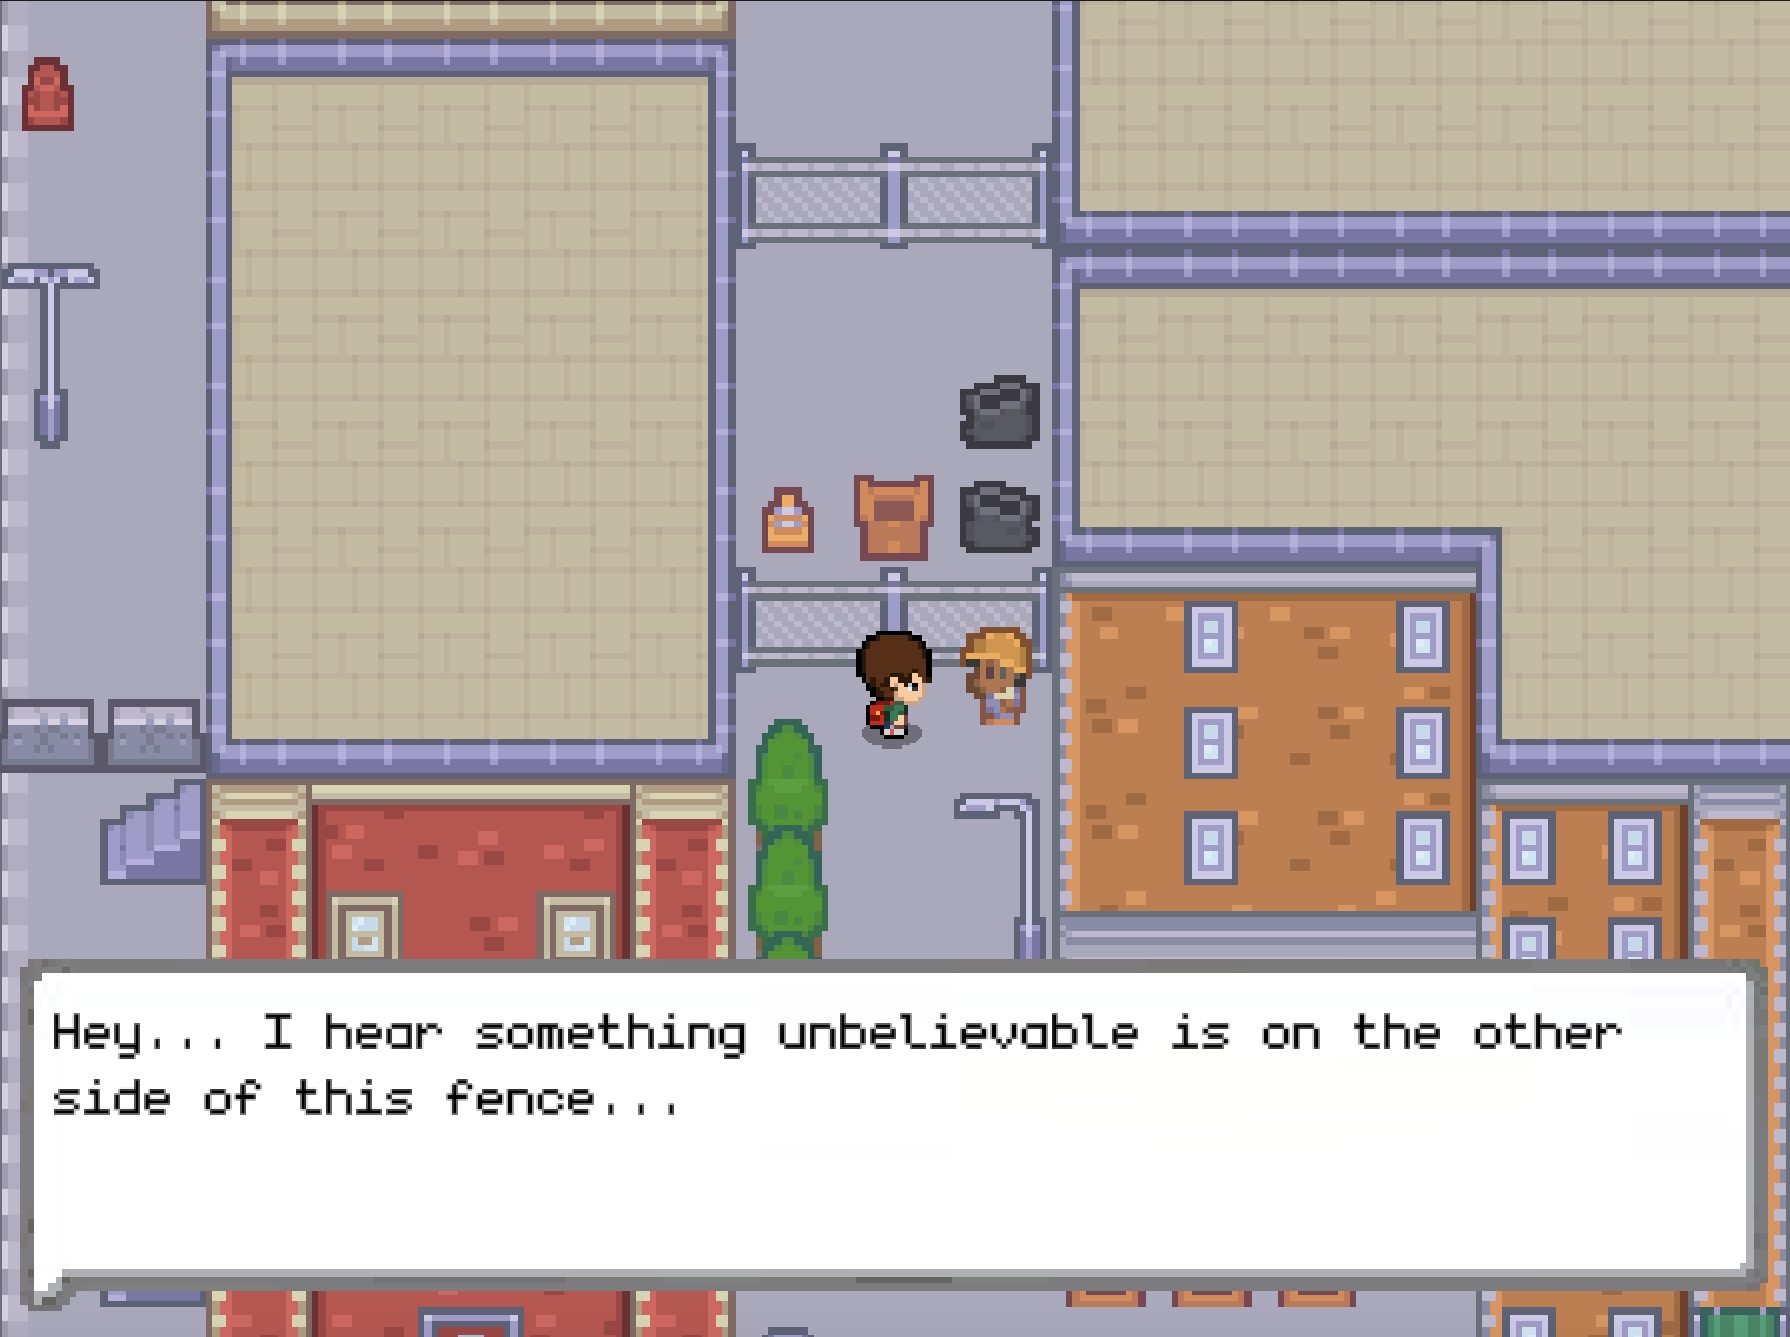 Hey... I hear something unbelievable is on the other
side of this fence...